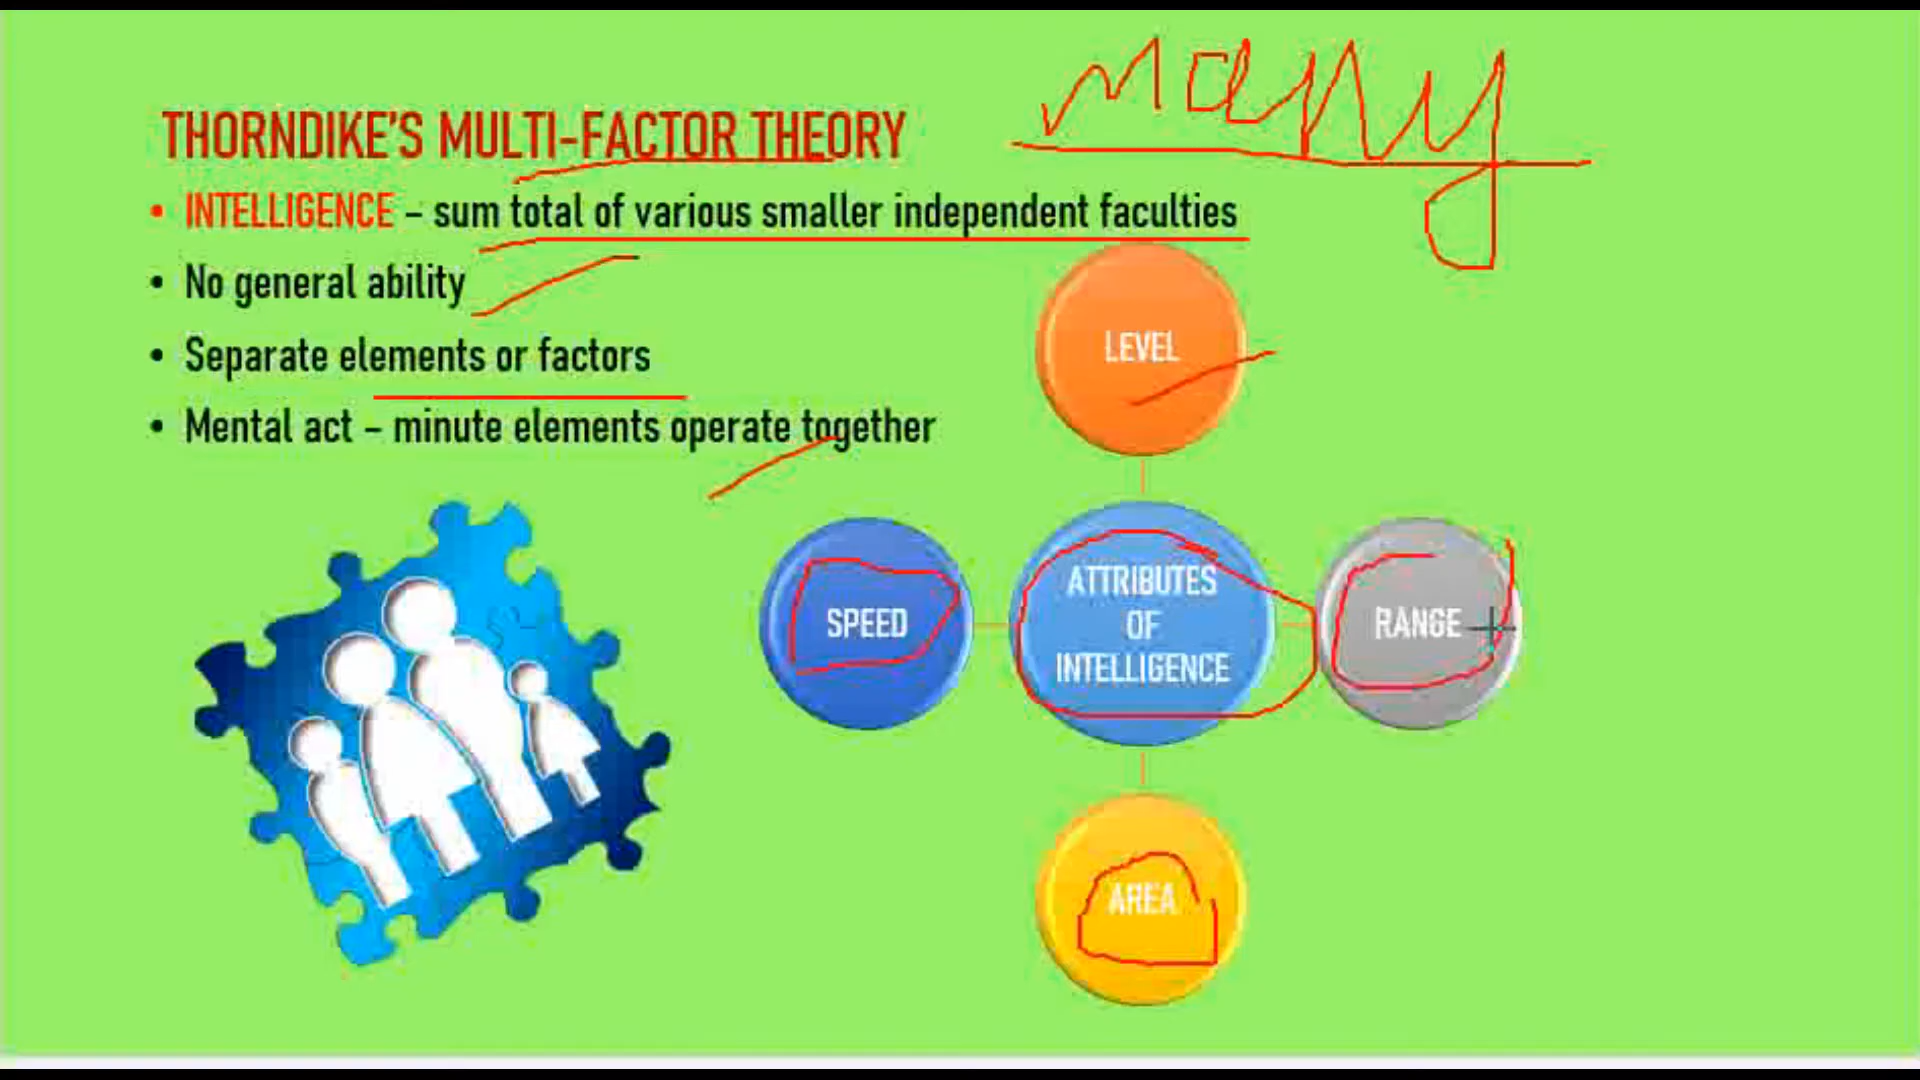 many
THORNDIKE'S MULTI-FACTOR THEORY
• INTELLIGENCE – sum total of various smaller independent faculties
• No general ability
• Separate elements or factors
• Mental act – minute elements operate together
LEVEL
SPEED
ATTRIBUTES
OF
INTELLIGENCE
RANGE
AREA